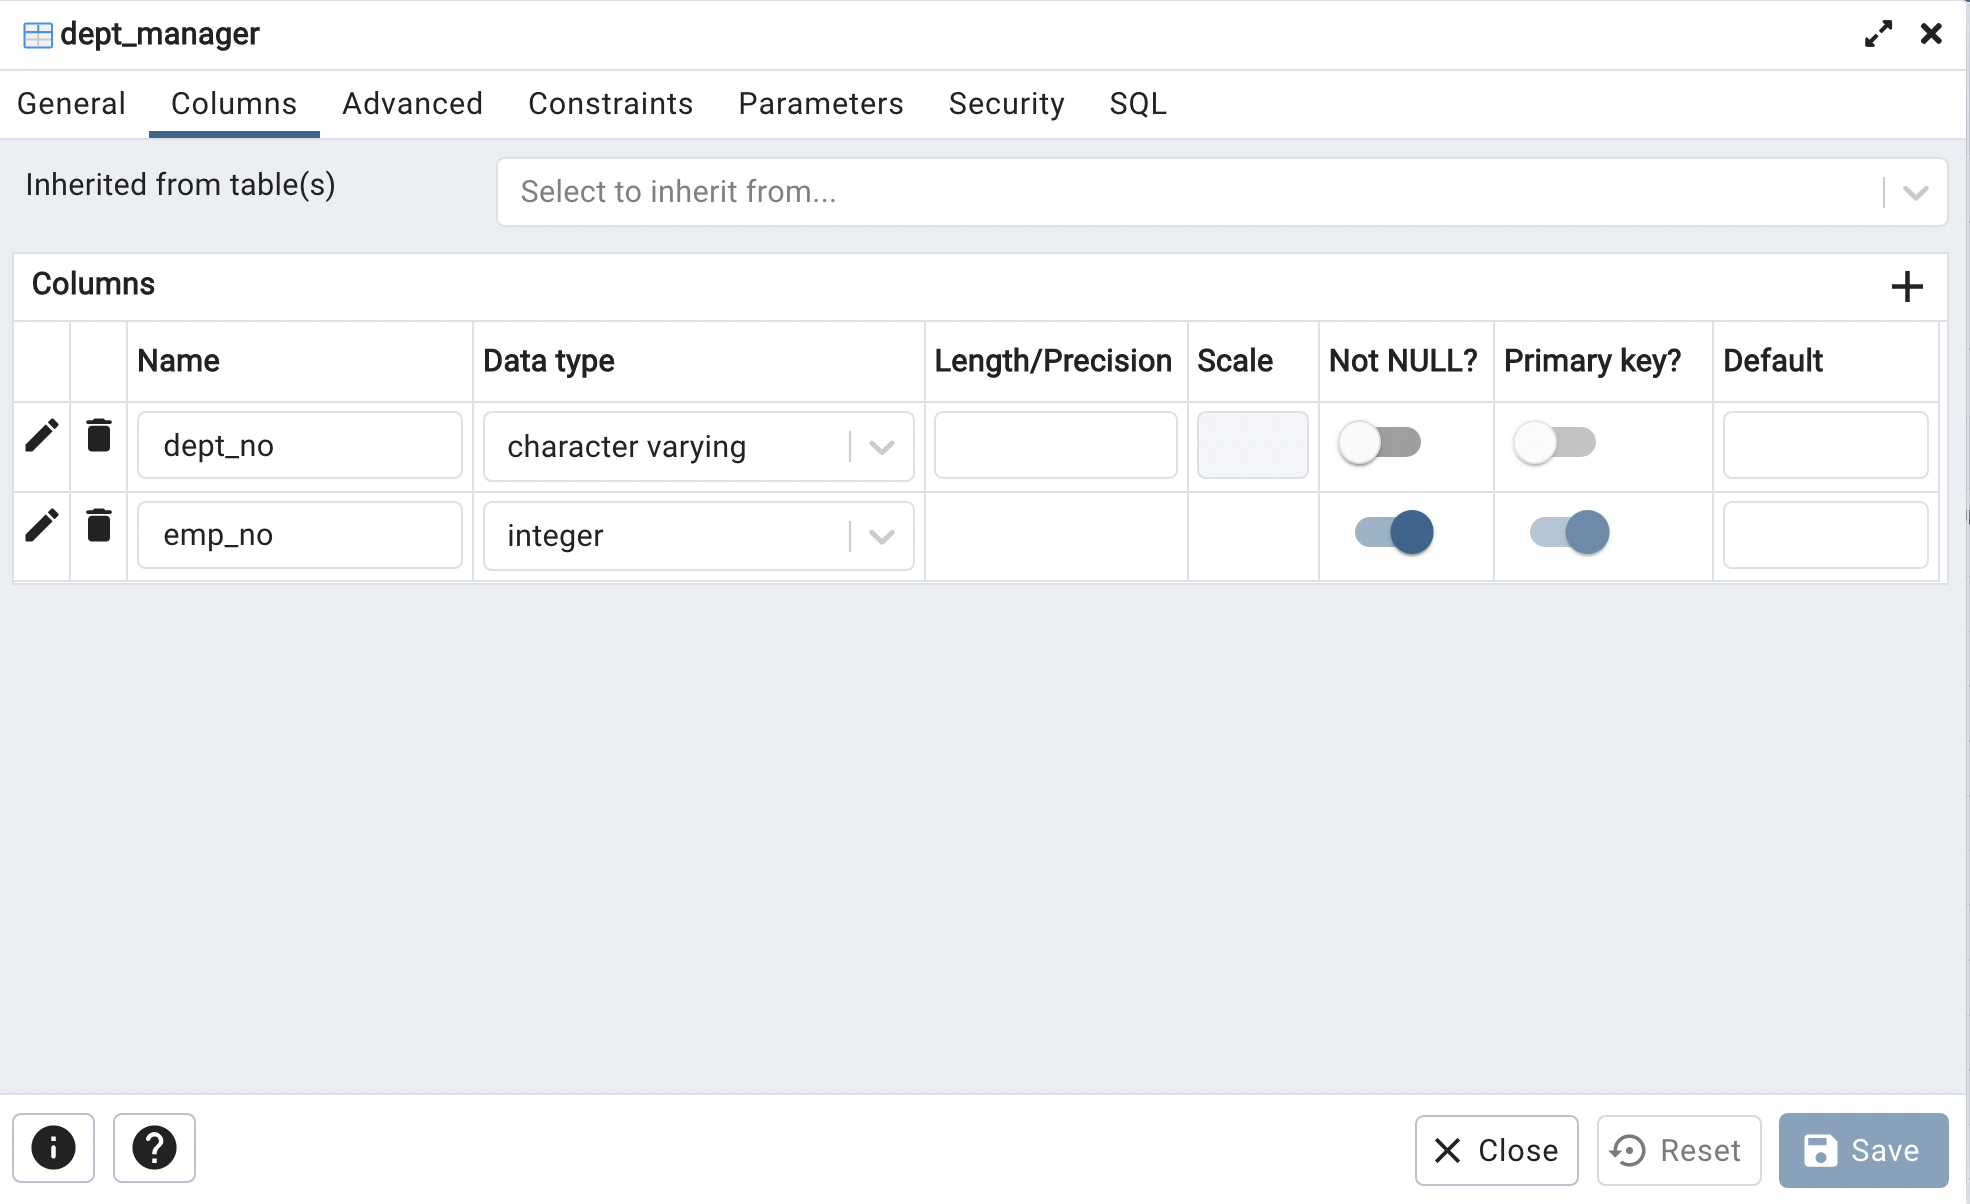 dept_manager
General Columns Advanced Constraints Parameters Security SQL
Inherited from table(s) Select to inherit from...
Columns
Name Data type Length/Precision Scale Not NULL? Primary key? Default
dept_no character varying
emp_no integer
Close Reset Save